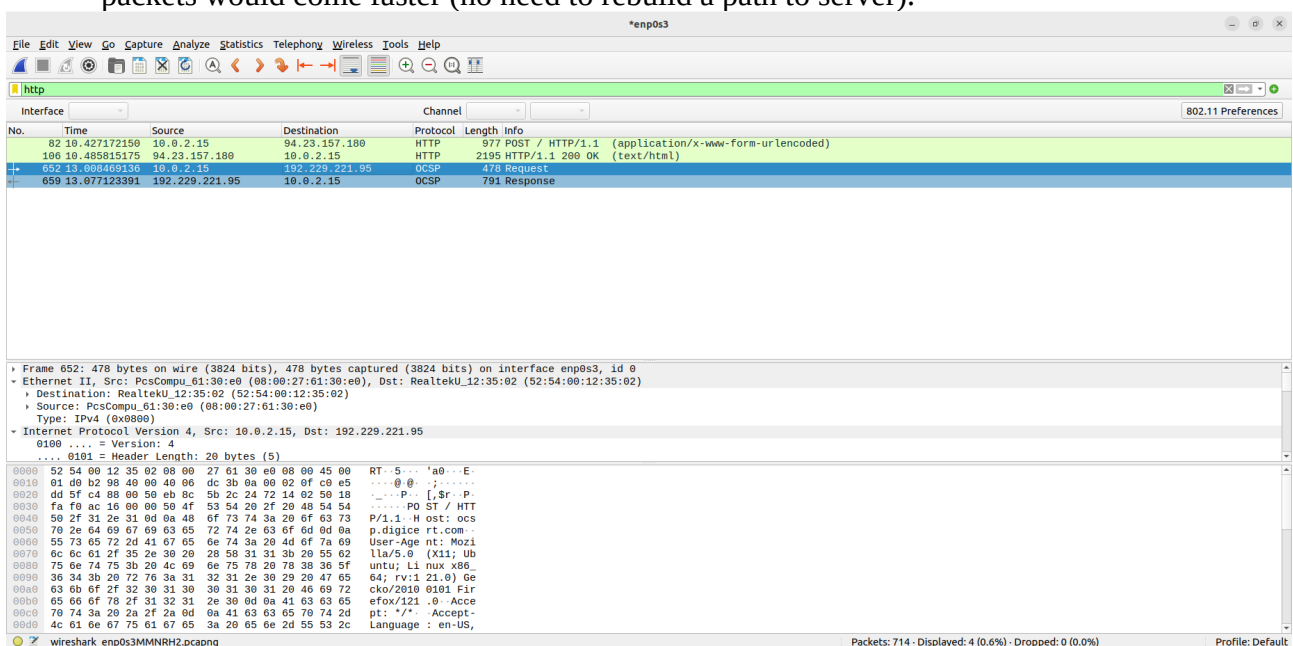 packets would come faster (no need to rebuild a path to server).
*enp0s3
File Edit View Go Capture Analyze Statistics Telephony Wireless Tools Help
http
Interface Channel 802.11 Preferences
No. Time Source Destination Protocol Length Info
82 10.427172150 10.0.2.15 94.23.157.180 HTTP 977 POST / HTTP/1.1 (application/x-www-form-urlencoded)
106 10.485815175 94.23.157.180 10.0.2.15 HTTP 2195 HTTP/1.1 200 OK (text/html)
652 13.008469136 10.0.2.15 192.229.221.95 OCSP 478 Request
659 13.077123391 192.229.221.95 10.0.2.15 OCSP 791 Response
Frame 652: 478 bytes on wire (3824 bits), 478 bytes captured (3824 bits) on interface enp0s3, id 0
Ethernet II, Src: PcsCompu_61:30:e0 (08:00:27:61:30:e0), Dst: RealtekU_12:35:02 (52:54:00:12:35:02)
Destination: RealtekU_12:35:02 (52:54:00:12:35:02)
Source: PcsCompu_61:30:e0 (08:00:27:61:30:e0)
Type: IPv4 (0x0800)
Internet Protocol Version 4, Src: 10.0.2.15, Dst: 192.229.221.95
0100 .... = Version: 4
.... 0101 = Header Length: 20 bytes (5)
0000 52 54 00 12 35 02 08 00 27 61 30 e0 08 00 45 00 RT··5··· 'a0···E·
0010 01 d0 b2 98 40 00 40 06 dc 3b 0a 00 02 0f c0 e5 ····@·@· ·;······
0020 dd 5f c4 88 00 50 eb 8c 5b 2c 24 72 14 02 50 18 ·_···P·· [,$r··P·
0030 fa f0 ac 16 00 00 50 4f 53 54 20 2f 20 48 54 54 ······PO ST / HTT
0040 50 2f 31 2e 31 0d 0a 48 6f 73 74 3a 20 6f 63 73 P/1.1··H ost: ocs
0050 70 2e 64 69 67 69 63 65 72 74 2e 63 6f 6d 0d 0a p.digice rt.com··
0060 55 73 65 72 2d 41 67 65 6e 74 3a 20 4d 6f 7a 69 User-Age nt: Mozi
0070 6c 6c 61 2f 35 2e 30 20 28 58 31 31 3b 20 55 62 lla/5.0 (X11; Ub
0080 75 6e 74 75 3b 20 4c 69 6e 75 78 20 78 38 36 5f untu; Li nux x86_
0090 36 34 3b 20 72 76 3a 31 32 31 2e 30 29 20 47 65 64; rv:1 21.0) Ge
00a0 63 6b 6f 2f 32 30 31 30 30 31 30 31 20 46 69 72 cko/2010 0101 Fir
00b0 65 66 6f 78 2f 31 32 31 2e 30 0d 0a 41 63 63 65 efox/121 .0··Acce
00c0 70 74 3a 20 2a 2f 2a 0d 0a 41 63 63 65 70 74 2d pt: */*· ·Accept-
00d0 4c 61 6e 67 75 61 67 65 3a 20 65 6e 2d 55 53 2c Language : en-US,
wireshark_enp0s3MMNRH2.pcapng Packets: 714 · Displayed: 4 (0.6%) · Dropped: 0 (0.0%) Profile: Default